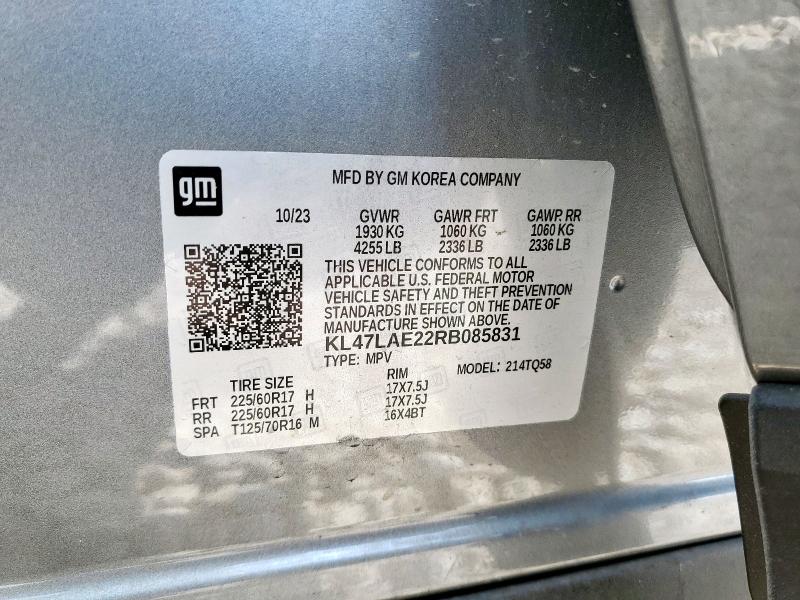 gm
MFD BY GM KOREA COMPANY
10/23 GVWR GAWR FRT GAWR RR
1930 KG 1060 KG 1060 KG
4255 LB 2336 LB 2336 LB
THIS VEHICLE CONFORMS TO ALL
APPLICABLE U.S. FEDERAL MOTOR
VEHICLE SAFETY AND THEFT PREVENTION
STANDARDS IN EFFECT ON THE DATE OF
MANUFACTURE SHOWN ABOVE.
KL47LAE22RB085831
TYPE: MPV MODEL: 214TQ58
TIRE SIZE RIM
FRT 225/60R17 H 17X7.5J
RR 225/60R17 H 17X7.5J
SPA T125/70R16 M 16X4BT